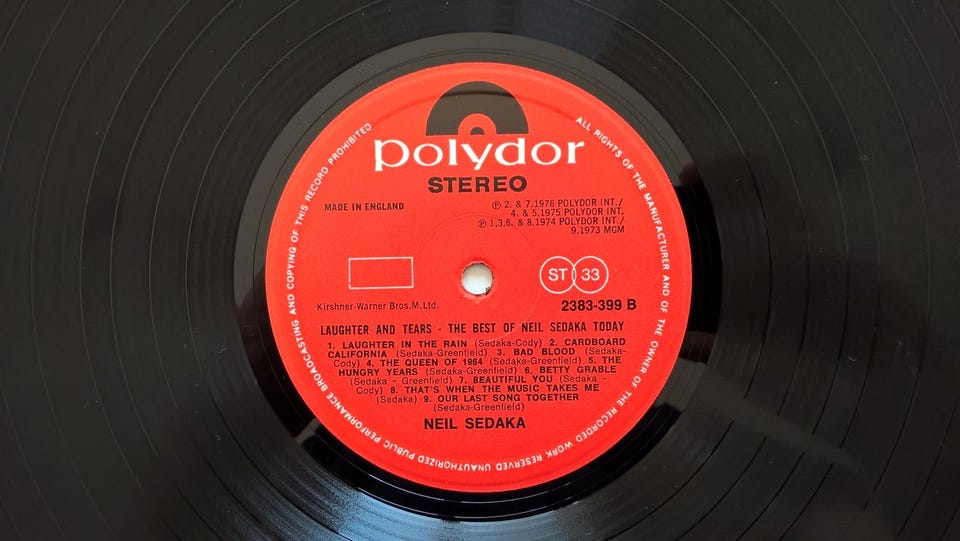 polydor
STEREO
MADE IN ENGLAND
℗ 2. & 7.1976 POLYDOR INT./
4. & 5.1975 POLYDOR INT.
℗ 1,3,6. & 8.1974 POLYDOR INT./
9.1973 MGM
ST 33
Kirshner-Warner Bros.M.Ltd.
2383-399 B
LAUGHTER AND TEARS - THE BEST OF NEIL SEDAKA TODAY
1. LAUGHTER IN THE RAIN (Sedaka-Cody) 2. CARDBOARD
CALIFORNIA (Sedaka-Greenfield) 3. BAD BLOOD (Sedaka-
Cody) 4. THE QUEEN OF 1964 (Sedaka-Greenfield) 5. THE
HUNGRY YEARS (Sedaka-Greenfield) 6. BETTY GRABLE
(Sedaka - Greenfield) 7. BEAUTIFUL YOU (Sedaka -
Cody) 8. THAT'S WHEN THE MUSIC TAKES ME
(Sedaka) 9. OUR LAST SONG TOGETHER
(Sedaka-Greenfield)
NEIL SEDAKA
ALL RIGHTS OF THE MANUFACTURER AND OF THE OWNER OF THE RECORDED WORK RESERVED UNAUTHORIZED PUBLIC PERFORMANCE BROADCASTING AND COPYING OF THIS RECORD PROHIBITED